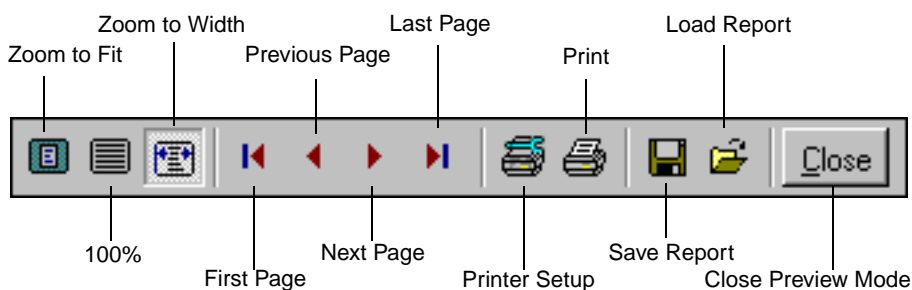 Zoom to Width
Last Page
Load Report
Zoom to Fit
Previous Page
Print
Close
100%
Next Page
Save Report
First Page
Printer Setup
Close Preview Mode